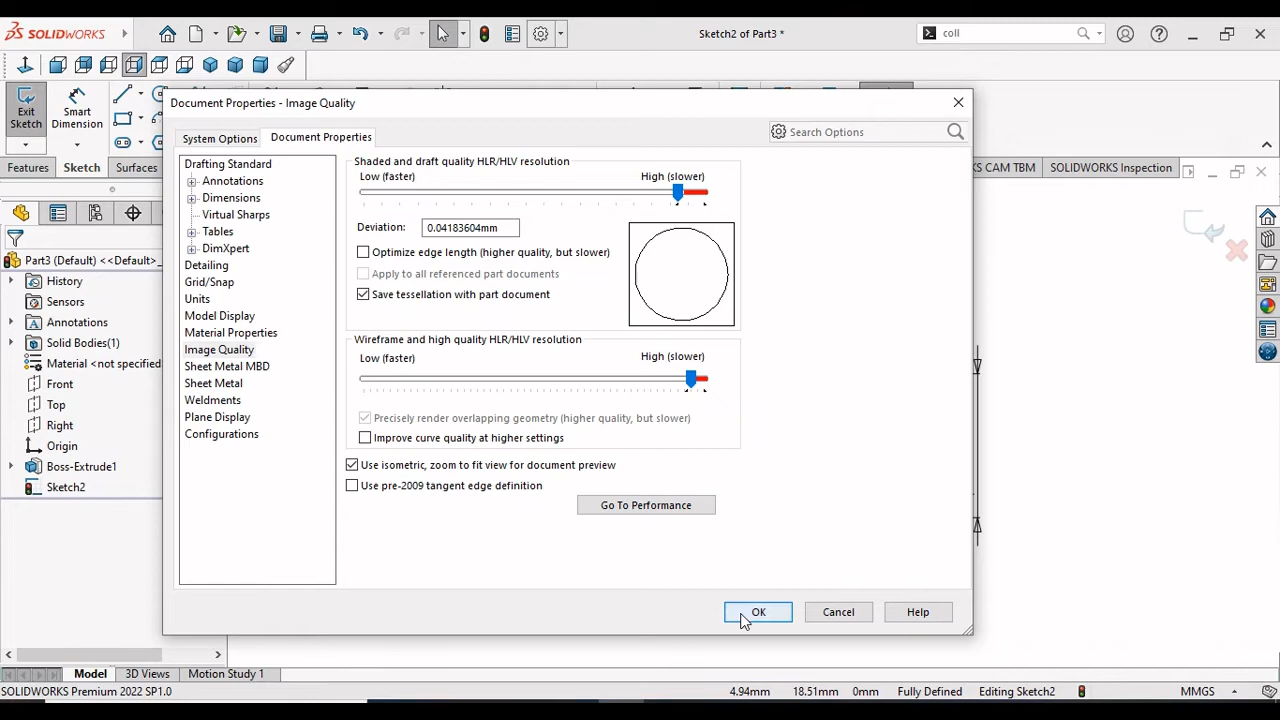 SOLIDWORKS
Sketch2 of Part3 *
coll
Exit
Sketch
Smart
Dimension
Features
Sketch
Surfaces
CS CAM TBM
SOLIDWORKS Inspection
Document Properties - Image Quality
System Options
Document Properties
Search Options
Drafting Standard
Annotations
Dimensions
Virtual Sharps
Tables
DimXpert
Detailing
Grid/Snap
Units
Model Display
Material Properties
Image Quality
Sheet Metal MBD
Sheet Metal
Weldments
Plane Display
Configurations
Shaded and draft quality HLR/HLV resolution
Low (faster)
High (slower)
Deviation:
0.04183604mm
Optimize edge length (higher quality, but slower)
Apply to all referenced part documents
Save tessellation with part document
Wireframe and high quality HLR/HLV resolution
Low (faster)
High (slower)
Precisely render overlapping geometry (higher quality, but slower)
Improve curve quality at higher settings
Use isometric, zoom to fit view for document preview
Use pre-2009 tangent edge definition
Go To Performance
OK
Cancel
Help
Part3 (Default) <<Default>_
History
Sensors
Annotations
Solid Bodies(1)
Material <not specified
Front
Top
Right
Origin
Boss-Extrude1
Sketch2
Model
3D Views
Motion Study 1
SOLIDWORKS Premium 2022 SP1.0
4.94mm
18.51mm
0mm
Fully Defined
Editing Sketch2
MMGS